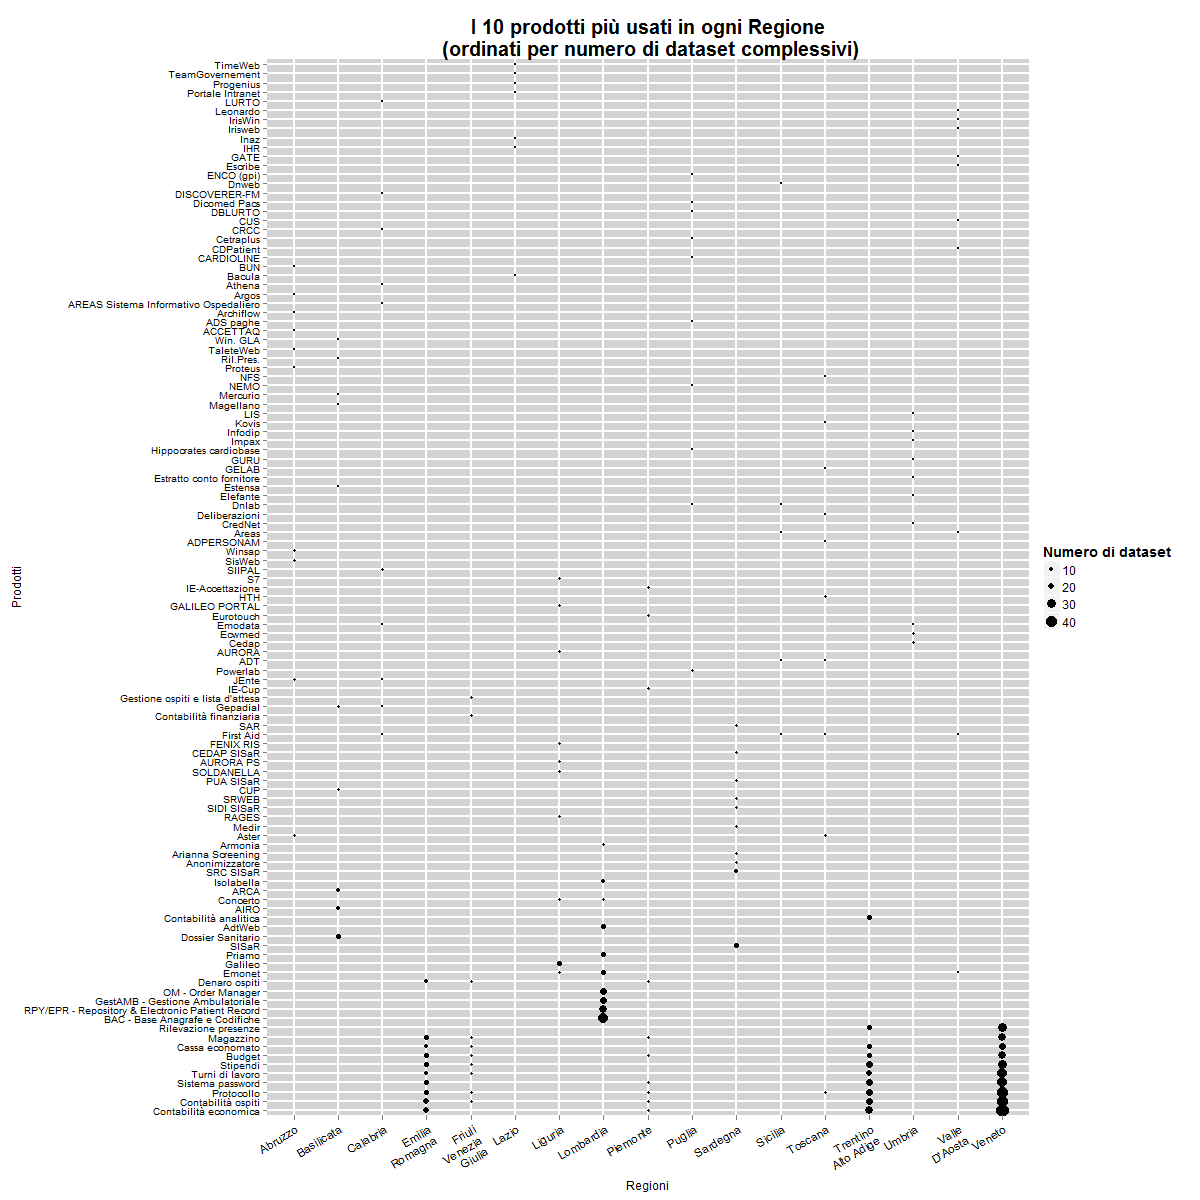 I 10 prodotti più usati in ogni Regione
(ordinati per numero di dataset complessivi)
TimeWeb
TeamGovernement
Progenius
Portale Intranet
LURTO
Leonardo
IrisWin
Irisweb
Inaz
IHR
GATE
Escribe
ENCO (gpi)
Dnweb
DISCOVERER-FM
Dicomed Pacs
DBLURTO
CUS
CRCC
Cetraplus
CDPatient
CARDIOLINE
BUN
Bacula
Athena
Argos
AREAS Sistema Informativo Ospedaliero
Archiflow
ADS paghe
ACCETTAQ
Win. GLA
TaleteWeb
Ril.Pres.
Proteus
NFS
NEMO
Mercurio
Magellano
LIS
Kovis
Infodip
Impax
Hippocrates cardiobase
GURU
GELAB
Estratto conto fornitore
Estensa
Elefante
Dnlab
Deliberazioni
CredNet
Areas
ADPERSONAM
Winsap
SisWeb
SIIPAL
S7
IE-Accettazione
HTH
GALILEO PORTAL
Eurotouch
Emodata
Ecwmed
Cedap
AURORA
ADT
Powerlab
JEnte
IE-Cup
Gestione ospiti e lista d'attesa
Gepadial
Contabilità finanziaria
SAR
First Aid
FENIX RIS
CEDAP SISaR
AURORA PS
SOLDANELLA
PUA SISaR
CUP
SRWEB
SIDI SISaR
RAGES
Medir
Aster
Armonia
Arianna Screening
Anonimizzatore
SRC SISaR
Isolabella
ARCA
Concerto
AIRO
Contabilità analitica
AdtWeb
Dossier Sanitario
SISaR
Priamo
Galileo
Emonet
Denaro ospiti
OM - Order Manager
GestAMB - Gestione Ambulatoriale
RPY/EPR - Repository & Electronic Patient Record
BAC - Base Anagrafe e Codifiche
Rilevazione presenze
Magazzino
Cassa economato
Budget
Stipendi
Turni di lavoro
Sistema password
Protocollo
Contabilità ospiti
Contabilità economica
Prodotti
Abruzzo
Basilicata
Calabria
Emilia
Romagna
Friuli
Venezia
Giulia
Lazio
Liguria
Lombardia
Piemonte
Puglia
Sardegna
Sicilia
Toscana
Trentino
Alto Adige
Umbria
Valle
D'Aosta
Veneto
Regioni
Numero di dataset
10
20
30
40